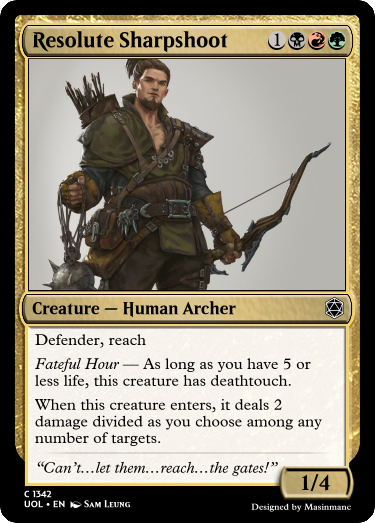 Resolute Sharpshoot 1
Creature — Human Archer
Defender, reach
Fateful Hour — As long as you have 5 or
less life, this creature has deathtouch.
When this creature enters, it deals 2
damage divided as you choose among any
number of targets.
“Can’t…let them…reach…the gates!”
1/4
C 1342
UOL • EN Sam Leung
Designed by Masinmanc